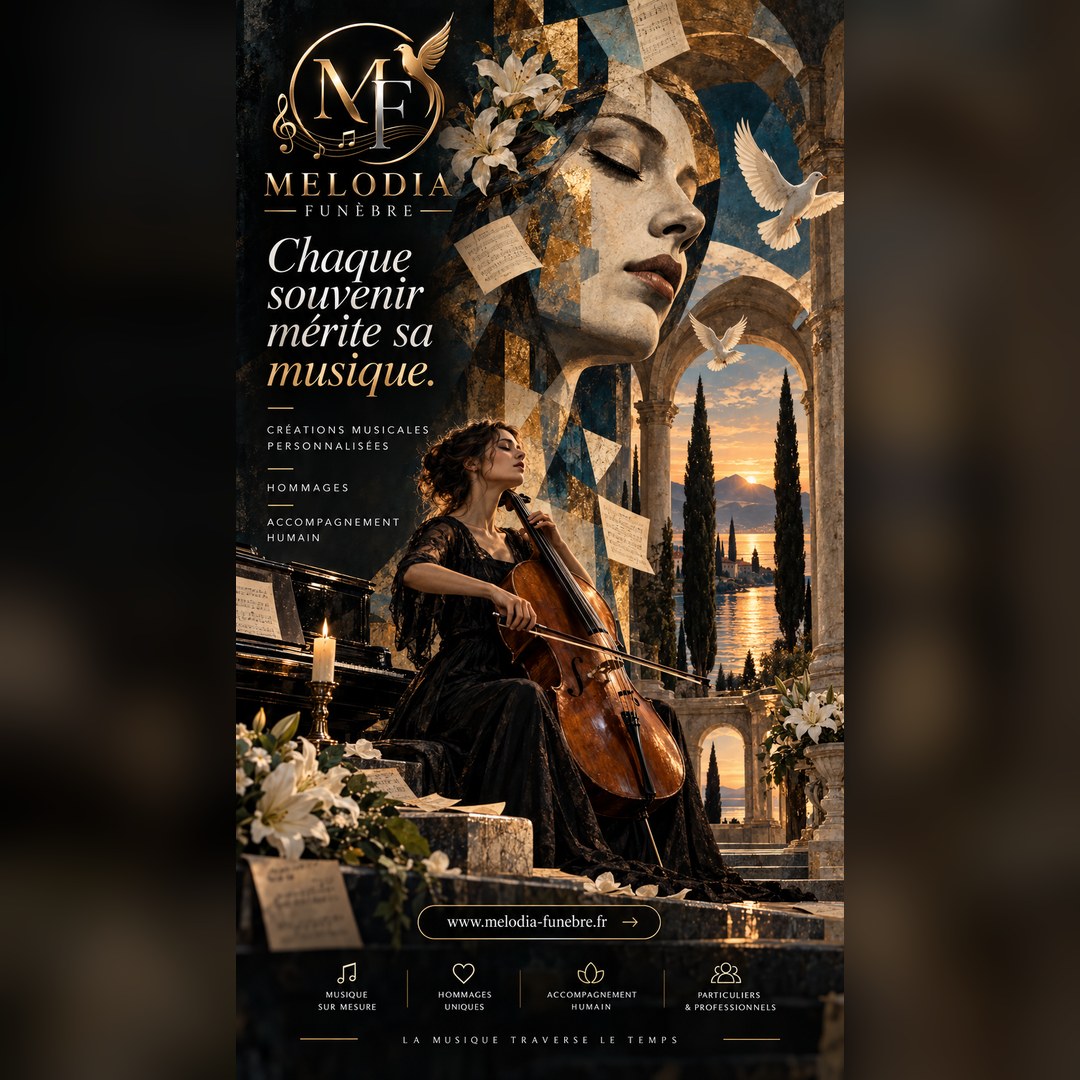 MF
MELODIA
FUNÈBRE
Chaque
souvenir
mérite sa
musique.
CRÉATIONS MUSICALES
PERSONNALISÉES
HOMMAGES
ACCOMPAGNEMENT
HUMAIN
www.melodia-funebre.fr →
MUSIQUE
SUR MESURE
HOMMAGES
UNIQUES
ACCOMPAGNEMENT
HUMAIN
PARTICULIERS
& PROFESSIONNELS
LA MUSIQUE TRAVERSE LE TEMPS